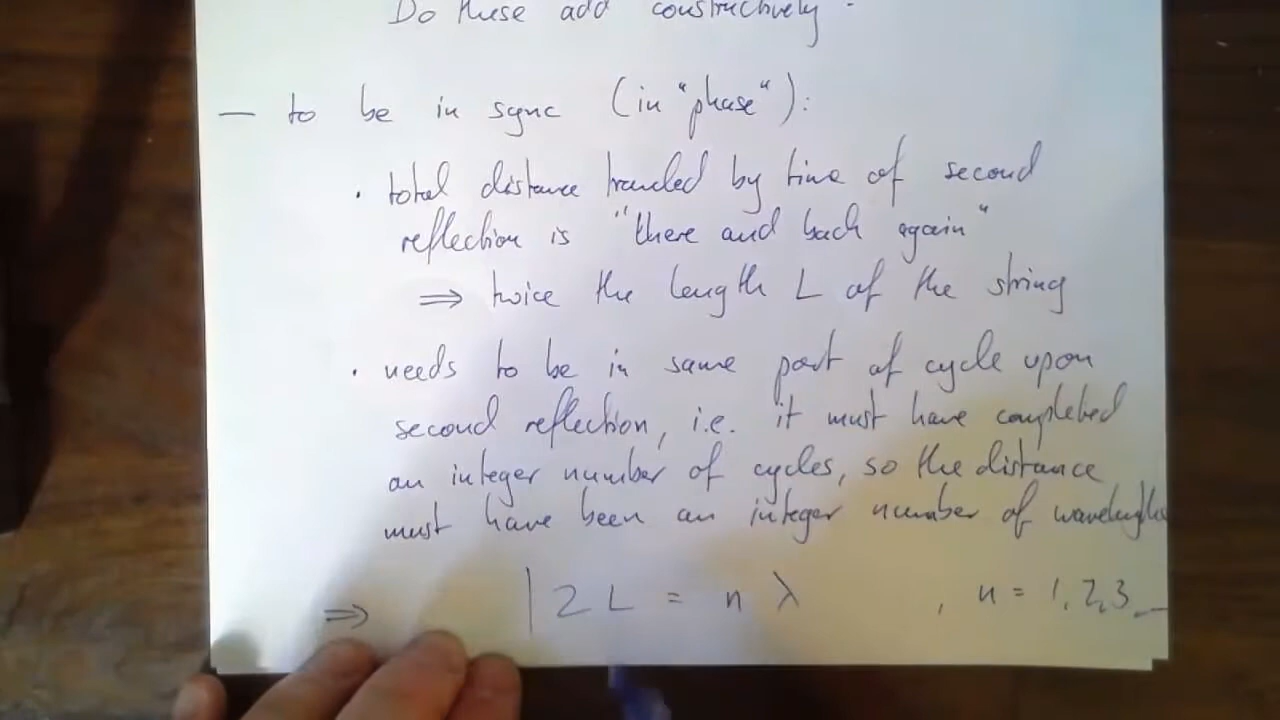 Do these add constructively.
— to be in sync (in "phase"):
· total distance traveled by time of second
reflection is "there and back again"
⇒ twice the length L of the string
· needs to be in same part of cycle upon
second reflection, i.e. it must have completed
an integer number of cycles, so the distance
must have been an integer number of wavelengths
⇒ |2L = nλ , n = 1,2,3...